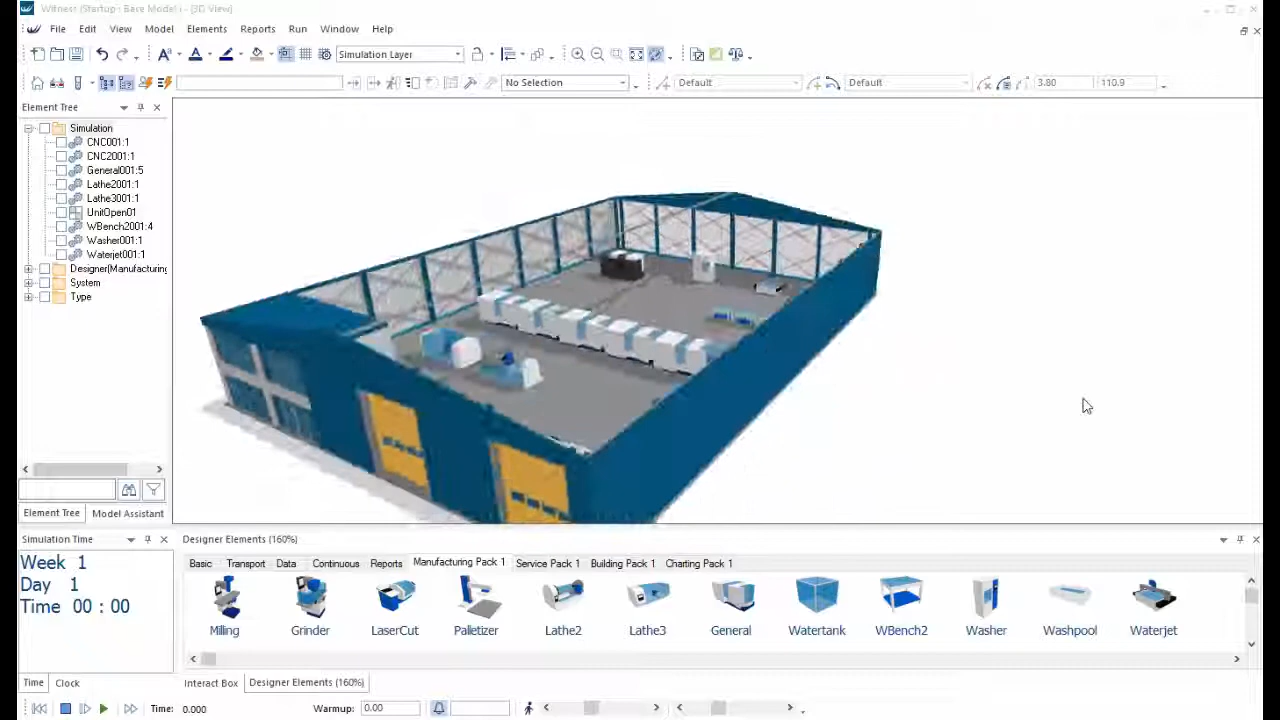 Witness (Startup : Base Model) - [3D View]
File Edit View Model Elements Reports Run Window Help
Simulation Layer
No Selection Default Default 3.80 110.9
Element Tree
Simulation
CNC001:1
CNC2001:1
General001:5
Lathe2001:1
Lathe3001:1
UnitOpen01
WBench2001:4
Washer001:1
Waterjet001:1
Designer(Manufacturing
System
Type
Element Tree Model Assistant
Simulation Time
Week 1
Day 1
Time 00 : 00
Time Clock
Designer Elements (160%)
Basic Transport Data Continuous Reports Manufacturing Pack 1 Service Pack 1 Building Pack 1 Charting Pack 1
Milling Grinder LaserCut Palletizer Lathe2 Lathe3 General Watertank WBench2 Washer Washpool Waterjet
Interact Box Designer Elements (160%)
Time: 0.000 Warmup: 0.00